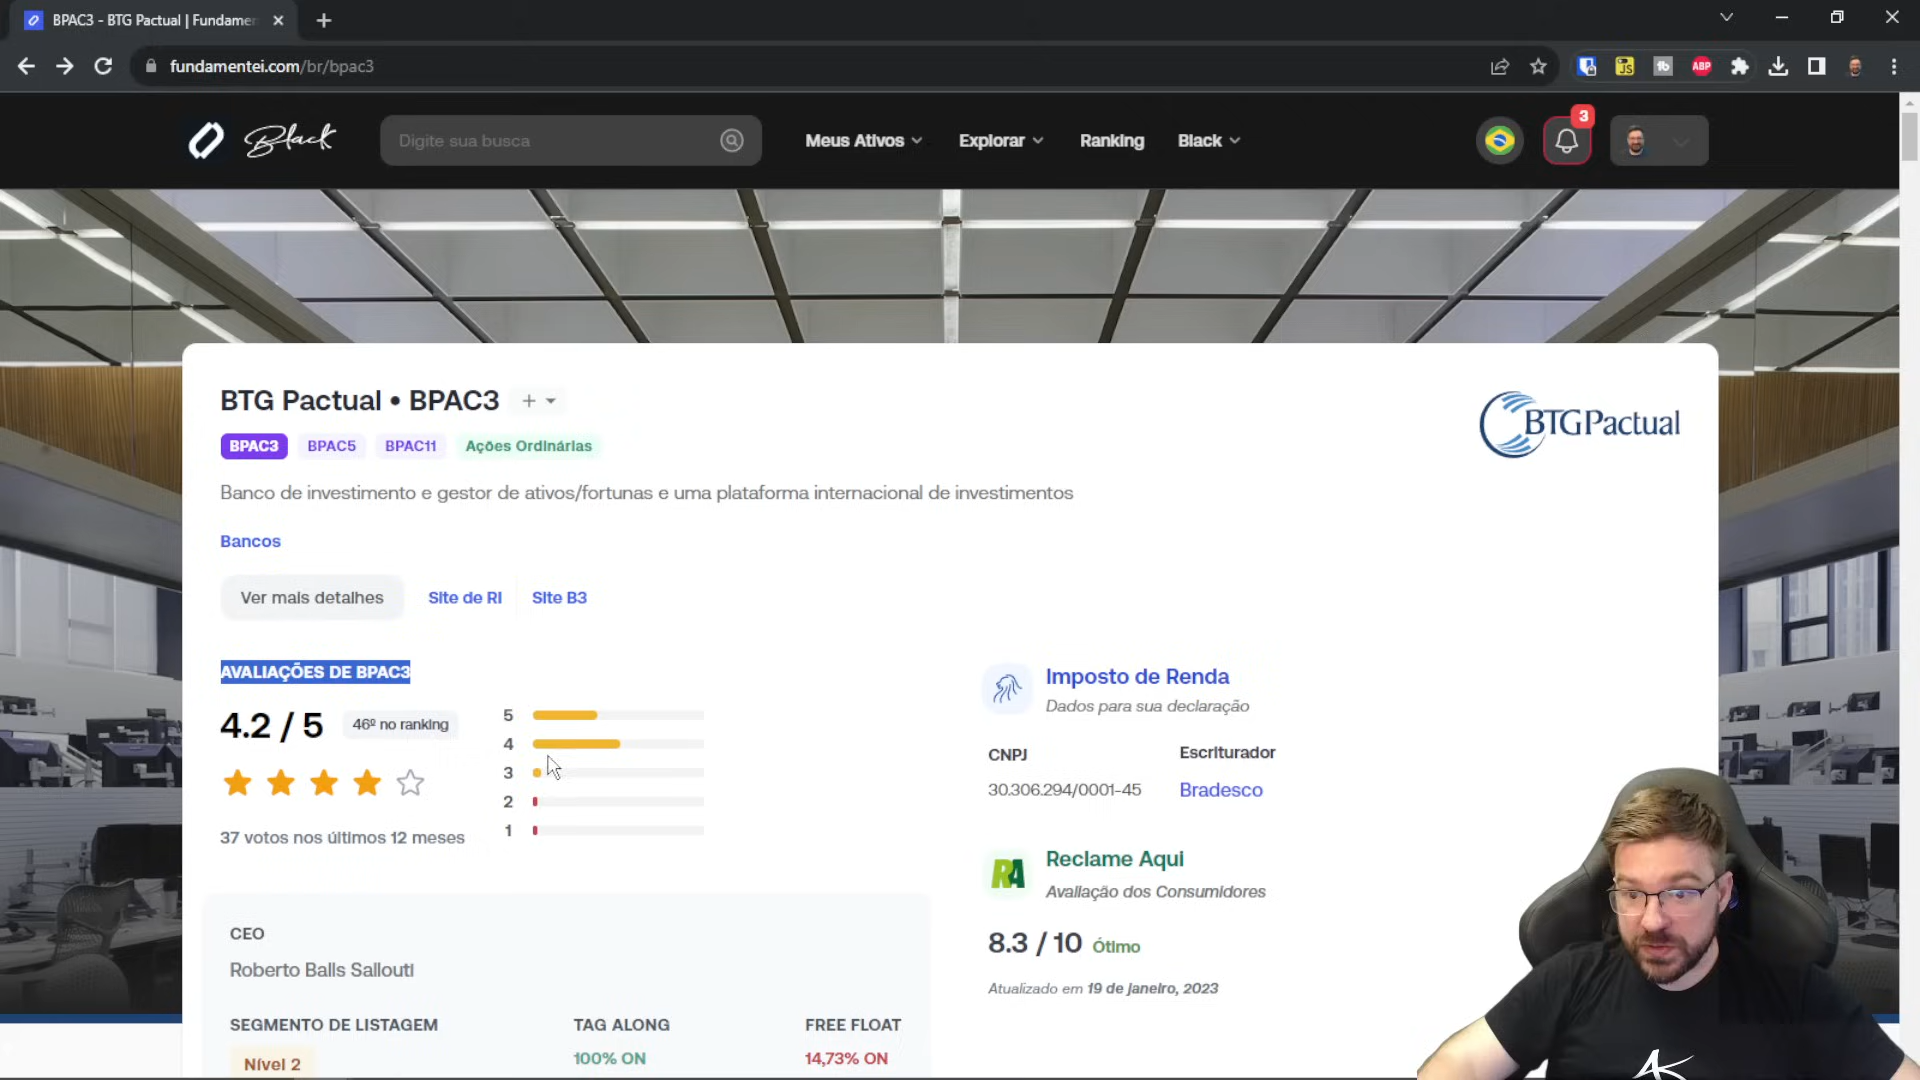 BPAC3 - BTG Pactual | Fundamen
fundamentei.com/br/bpac3
ABP
Black
Digite sua busca
Meus Ativos
Explorar
Ranking
Black
3
BTG Pactual • BPAC3
BTGPactual
BPAC3 BPAC5 BPAC11 Ações Ordinárias
Banco de investimento e gestor de ativos/fortunas e uma plataforma internacional de investimentos
Bancos
Ver mais detalhes Site de RI Site B3
AVALIAÇÕES DE BPAC3
4.2 / 5 46º no ranking
5
4
3
2
1
37 votos nos últimos 12 meses
Imposto de Renda
Dados para sua declaração
CNPJ Escriturador
30.306.294/0001-45 Bradesco
RA
Reclame Aqui
Avaliação dos Consumidores
8.3 / 10 Ótimo
Atualizado em 19 de janeiro, 2023
CEO
Roberto Balls Sallouti
SEGMENTO DE LISTAGEM TAG ALONG FREE FLOAT
Nível 2 100% ON 14,73% ON